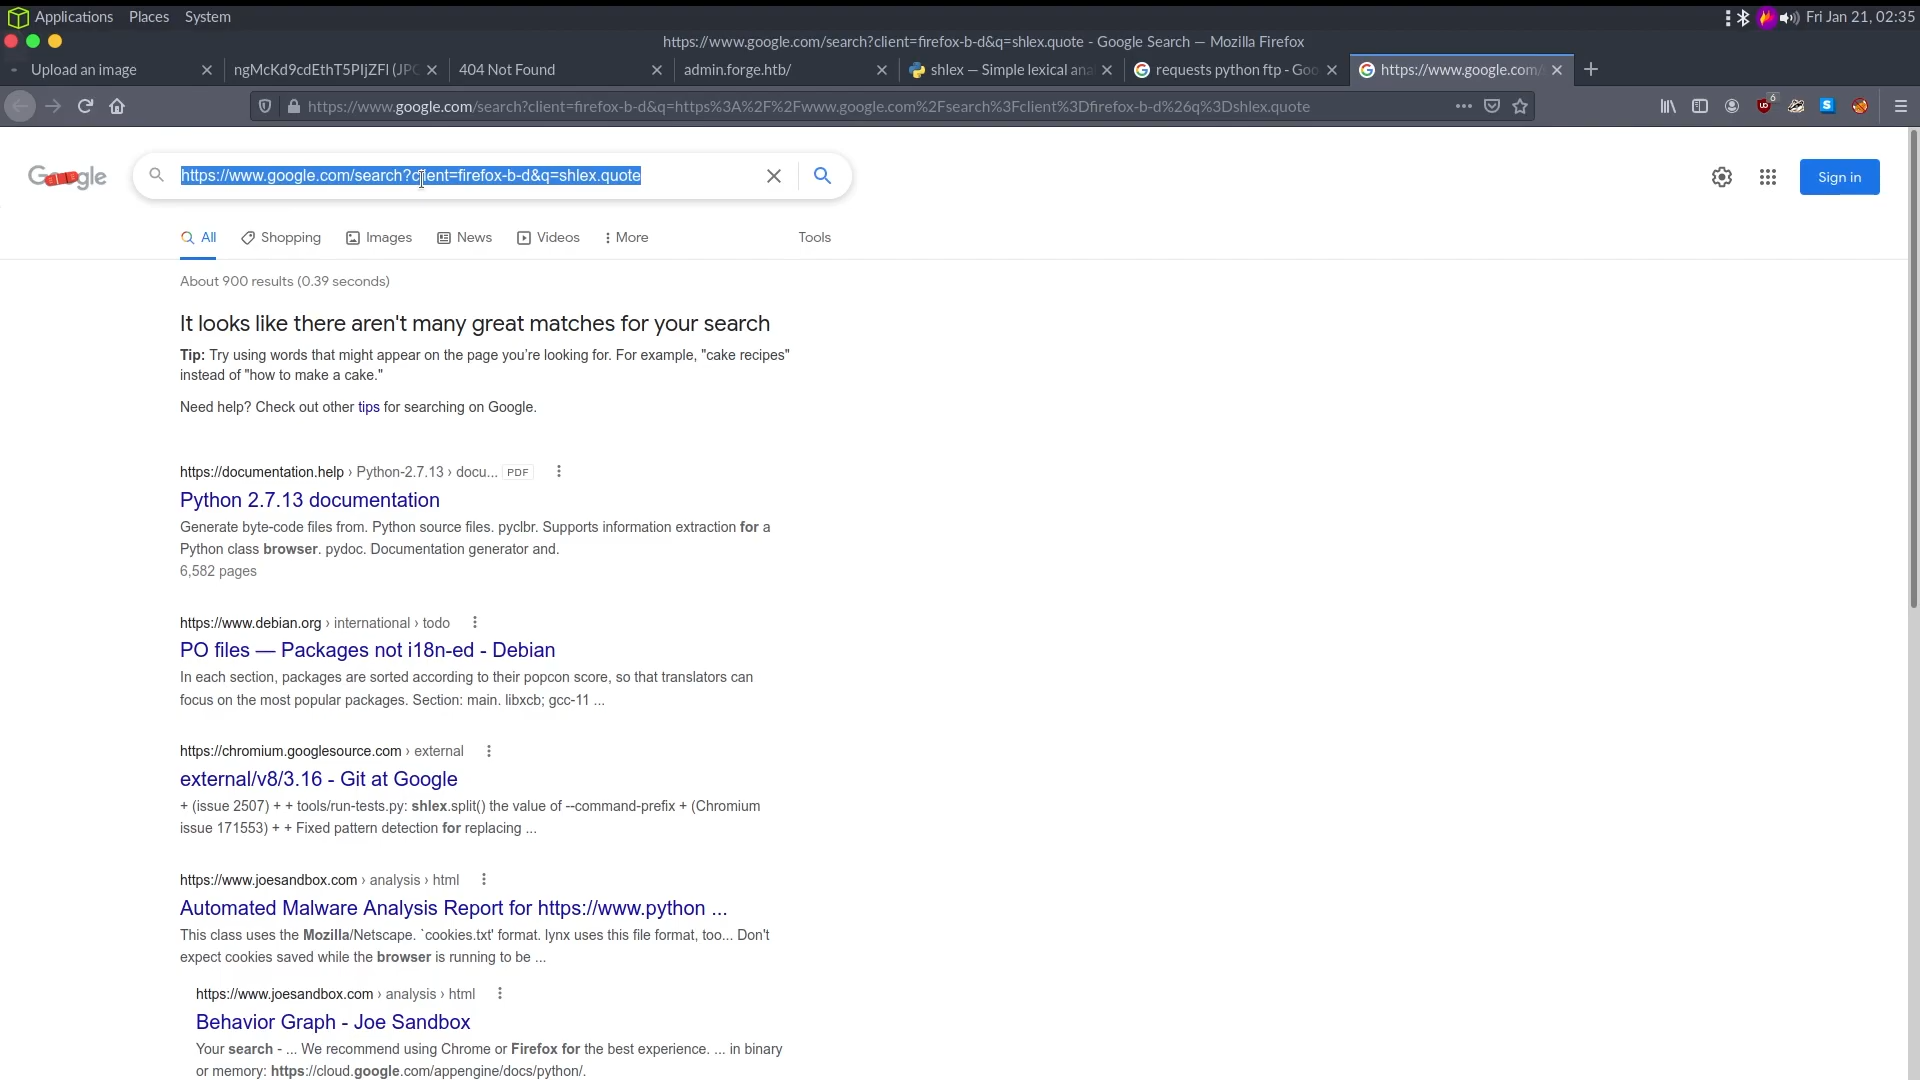 Applications Places System
Fri Jan 21, 02:35
https://www.google.com/search?client=firefox-b-d&q=shlex.quote - Google Search — Mozilla Firefox
Upload an image
ngMcKd9cdEthT5PIjZFl (JPG
404 Not Found
admin.forge.htb/
shlex — Simple lexical ana
requests python ftp - Goo
https://www.google.com/
https://www.google.com/search?client=firefox-b-d&q=https%3A%2F%2Fwww.google.com%2Fsearch%3Fclient%3Dfirefox-b-d%26q%3Dshlex.quote
6
Google
https://www.google.com/search?client=firefox-b-d&q=shlex.quote
Sign in
All Shopping Images News Videos More Tools
About 900 results (0.39 seconds)
It looks like there aren't many great matches for your search
Tip: Try using words that might appear on the page you're looking for. For example, "cake recipes"
instead of "how to make a cake."
Need help? Check out other tips for searching on Google.
https://documentation.help › Python-2.7.13 › docu... PDF
Python 2.7.13 documentation
Generate byte-code files from. Python source files. pyclbr. Supports information extraction for a
Python class browser. pydoc. Documentation generator and.
6,582 pages
https://www.debian.org › international › todo
PO files — Packages not i18n-ed - Debian
In each section, packages are sorted according to their popcon score, so that translators can
focus on the most popular packages. Section: main. libxcb; gcc-11 ...
https://chromium.googlesource.com › external
external/v8/3.16 - Git at Google
+ (issue 2507) + + tools/run-tests.py: shlex.split() the value of --command-prefix + (Chromium
issue 171553) + + Fixed pattern detection for replacing ...
https://www.joesandbox.com › analysis › html
Automated Malware Analysis Report for https://www.python ...
This class uses the Mozilla/Netscape. `cookies.txt' format. lynx uses this file format, too... Don't
expect cookies saved while the browser is running to be ...
https://www.joesandbox.com › analysis › html
Behavior Graph - Joe Sandbox
Your search - ... We recommend using Chrome or Firefox for the best experience. ... in binary
or memory: https://cloud.google.com/appengine/docs/python/.